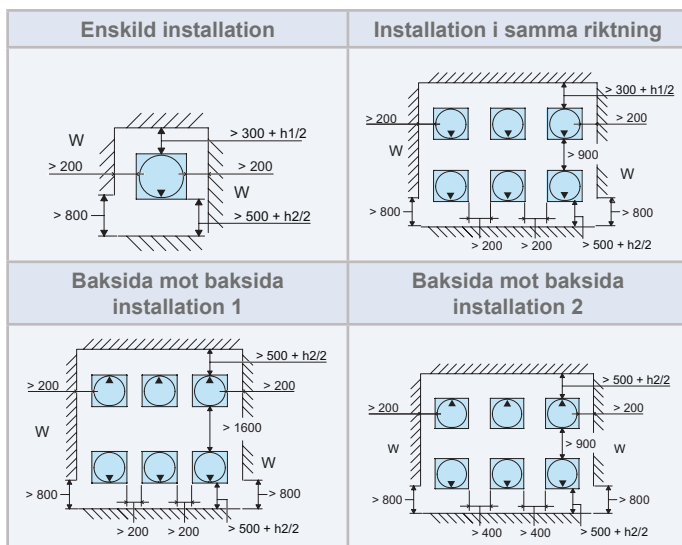 Enskild installation
W
> 300 + h1/2
> 200
> 200
W
> 800
> 500 + h2/2
Installation i samma riktning
> 300 + h1/2
> 200
> 200
W
> 900
W
> 800
> 800
> 200
> 200
> 500 + h2/2
Baksida mot baksida
installation 1
> 500 + h2/2
> 200
> 200
W
> 1600
W
> 800
> 800
> 200
> 200
> 500 + h2/2
Baksida mot baksida
installation 2
> 500 + h2/2
> 200
> 200
W
> 900
W
> 800
> 800
> 400
> 400
> 500 + h2/2